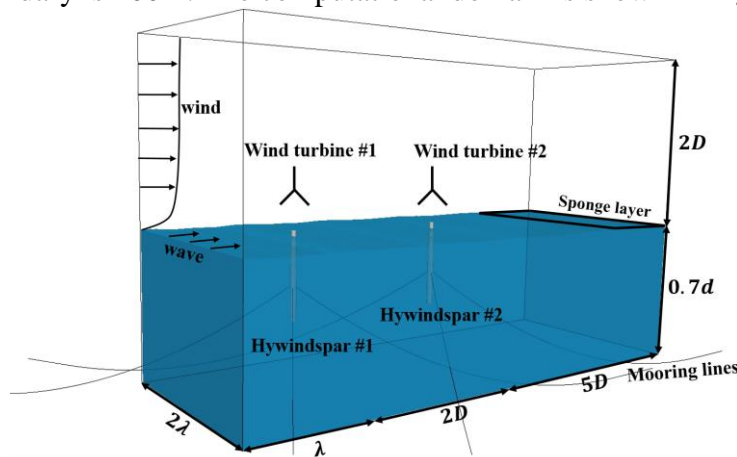 wind
Wind turbine #1
Wind turbine #2
2D
Sponge layer
wave
0.7d
Hywindspar #1
Hywindspar #2
Mooring lines
5D
2D
λ
2λ